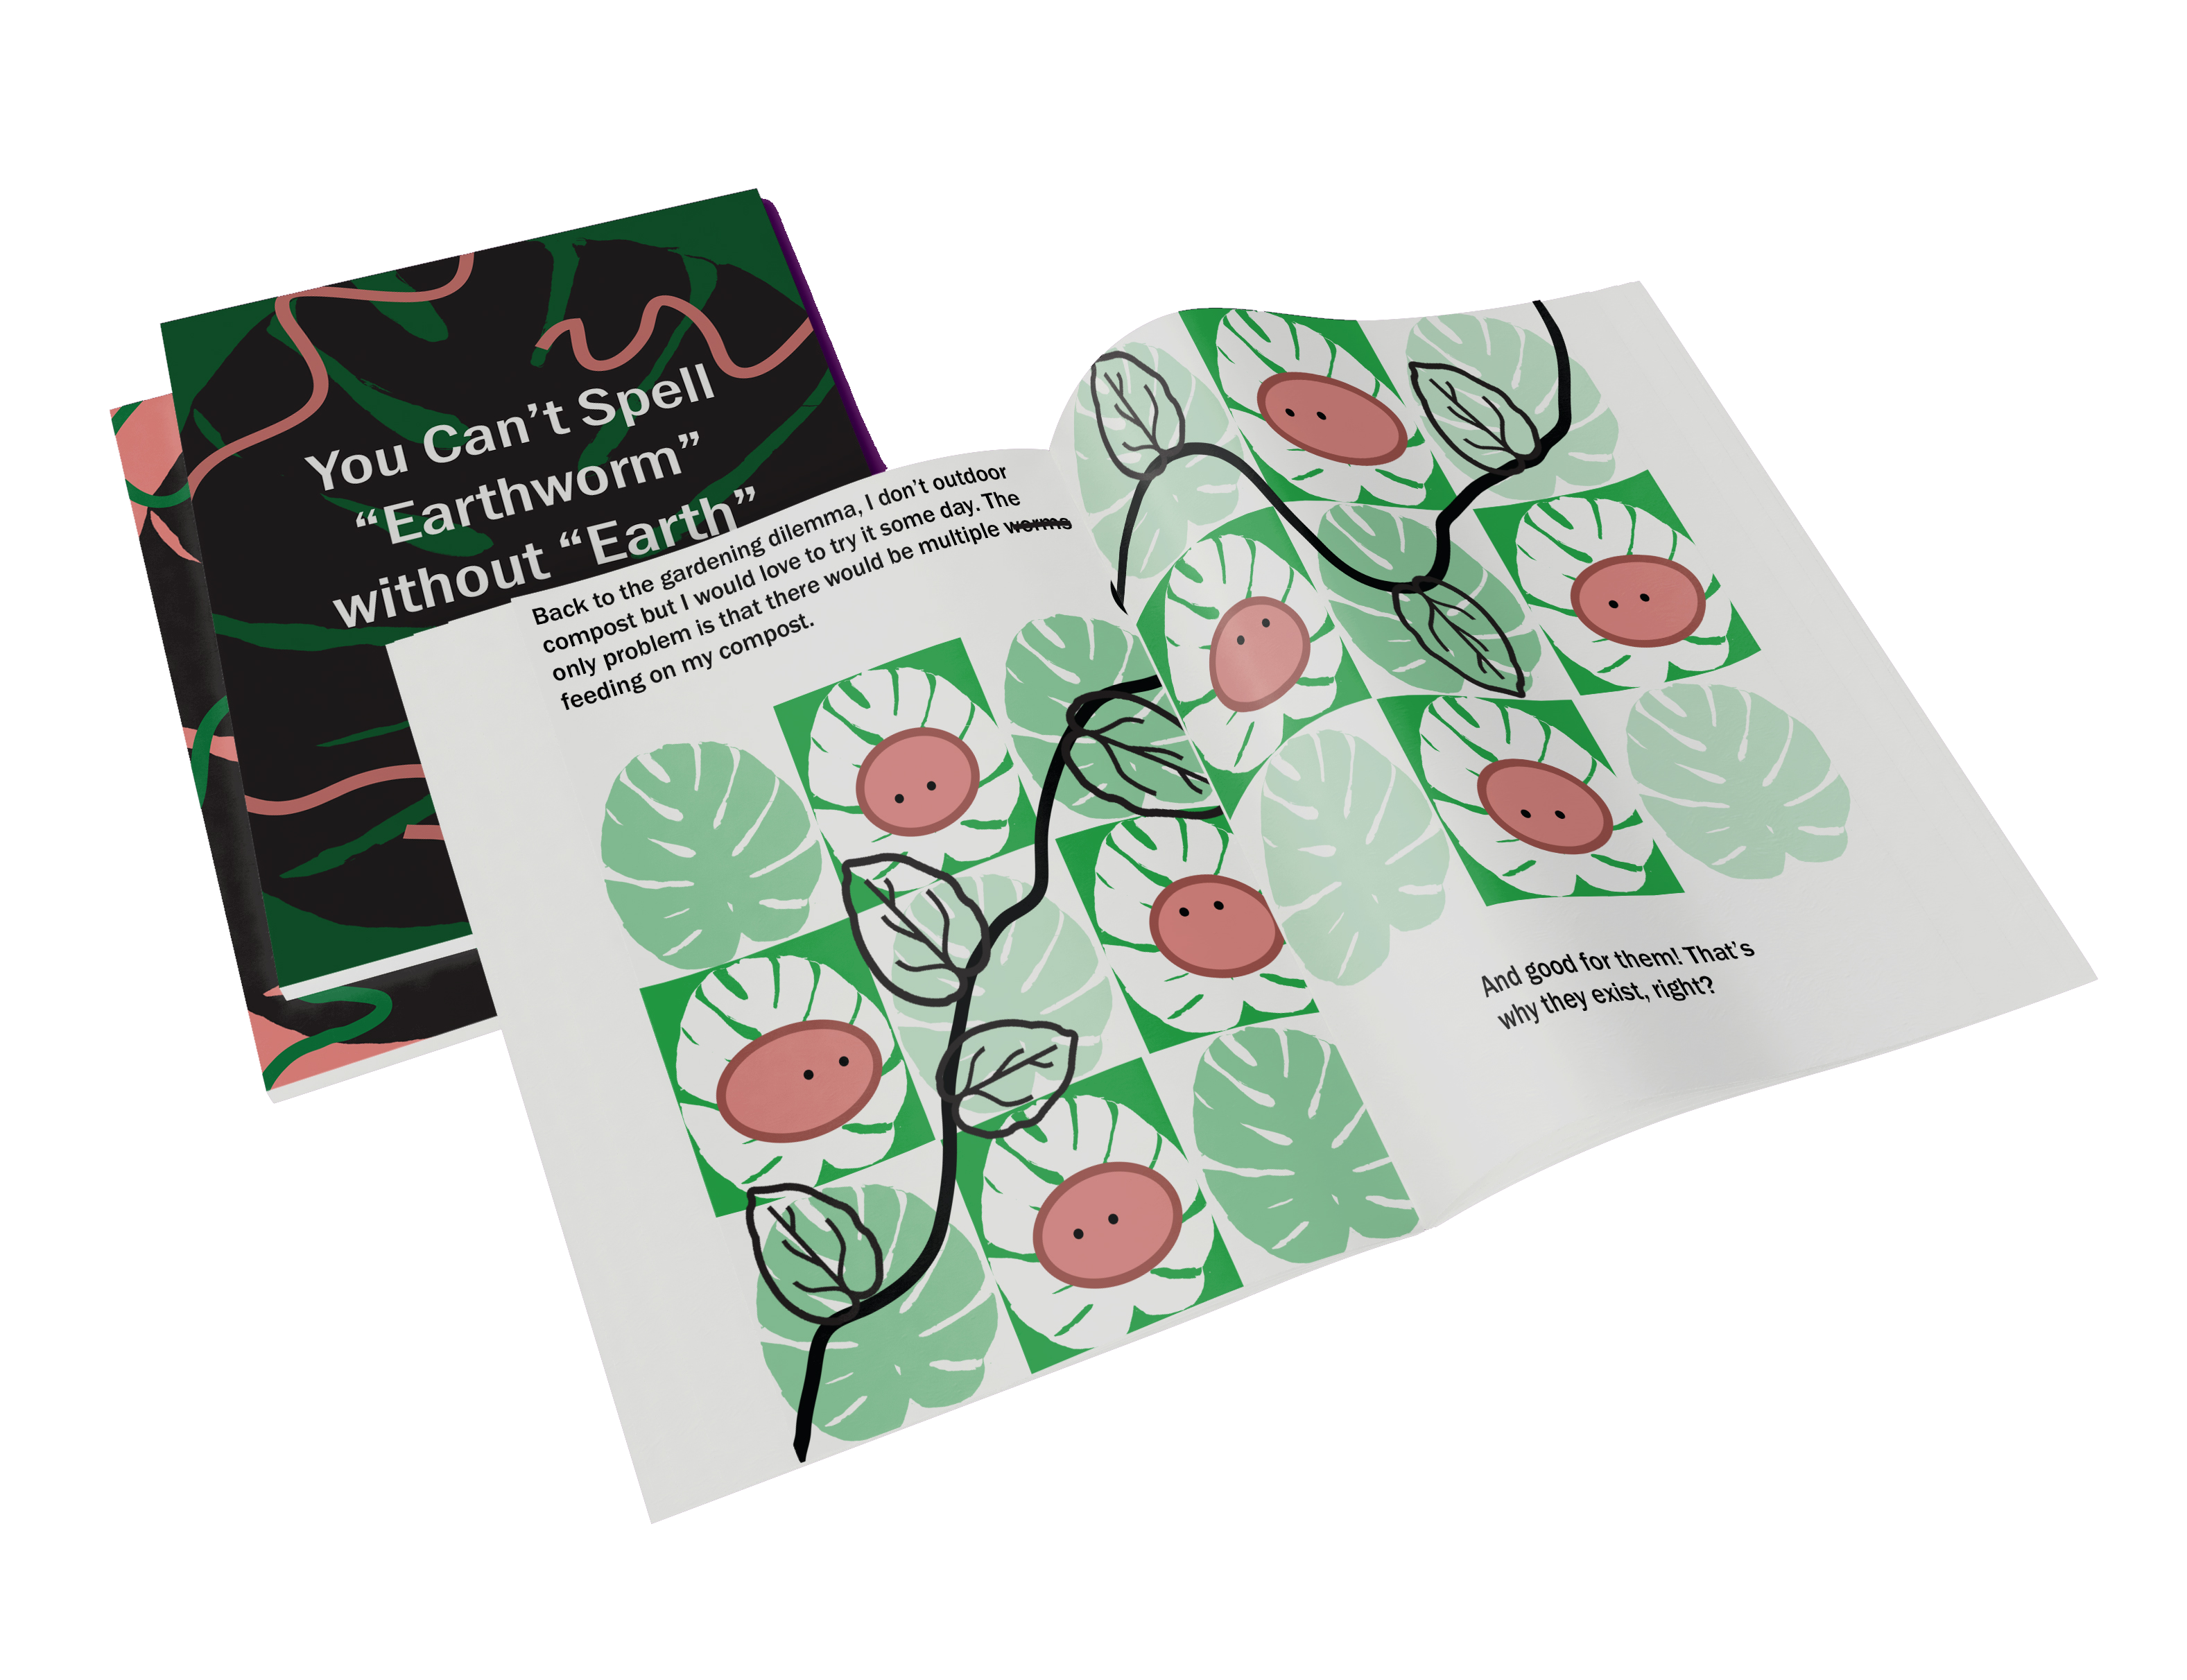 You Can’t Spell
“Earthworm”
without “Earth”
Back to the gardening dilemma, I don’t outdoor
compost but I would love to try it some day. The
only problem is that there would be multiple worms
feeding on my compost.
And good for them! That’s
why they exist, right?